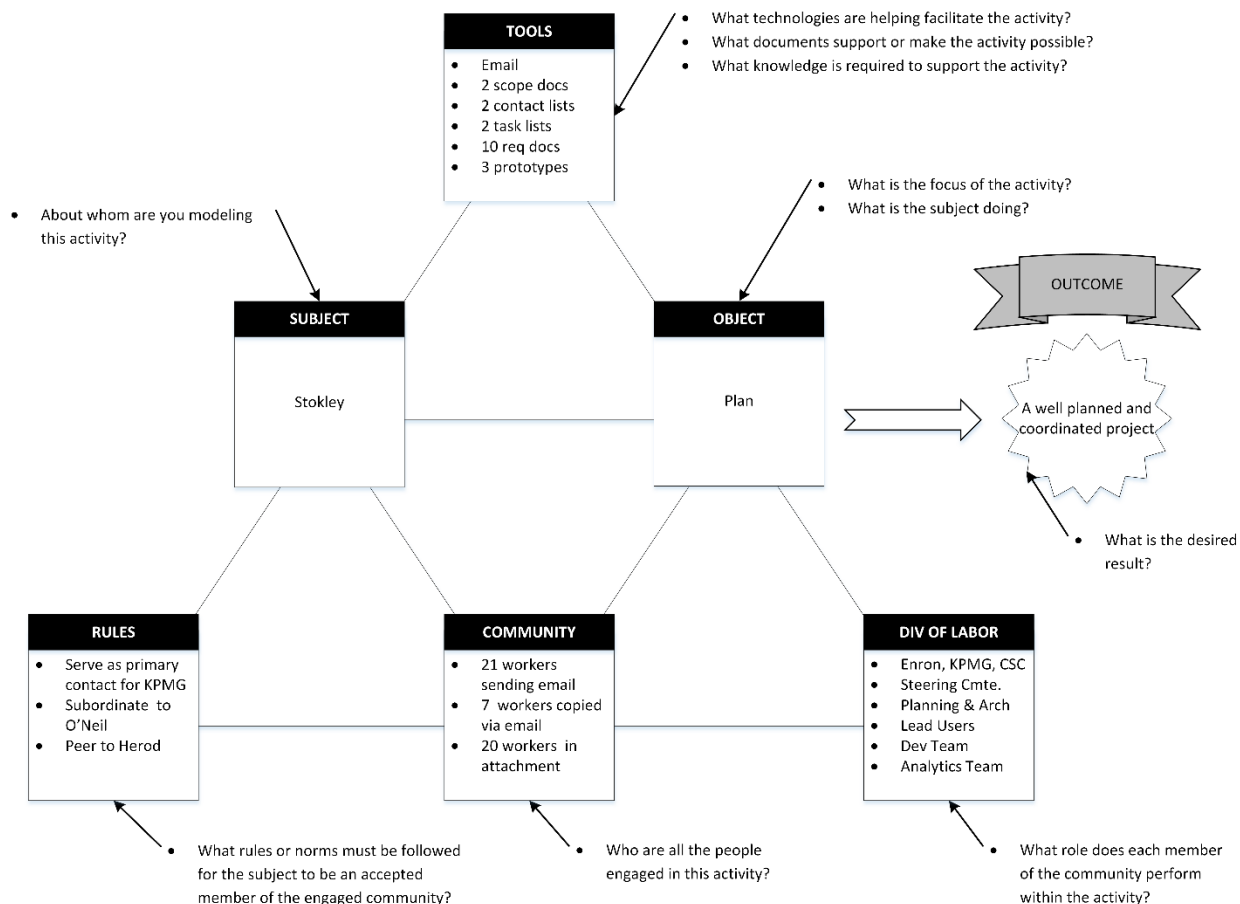 TOOLS
• Email
• 2 scope docs
• 2 contact lists
• 2 task lists
• 10 req docs
• 3 prototypes
• What technologies are helping facilitate the activity?
• What documents support or make the activity possible?
• What knowledge is required to support the activity?
• What is the focus of the activity?
• What is the subject doing?
• About whom are you modeling
this activity?
SUBJECT
Stokley
OBJECT
Plan
OUTCOME
A well planned and
coordinated project
• What is the desired
result?
RULES
• Serve as primary
contact for KPMG
• Subordinate to
O'Neil
• Peer to Herod
COMMUNITY
• 21 workers
sending email
• 7 workers copied
via email
• 20 workers in
attachment
DIV OF LABOR
• Enron, KPMG, CSC
• Steering Cmte.
• Planning & Arch
• Lead Users
• Dev Team
• Analytics Team
• What rules or norms must be followed
for the subject to be an accepted
member of the engaged community?
• Who are all the people
engaged in this activity?
• What role does each member
of the community perform
within the activity?